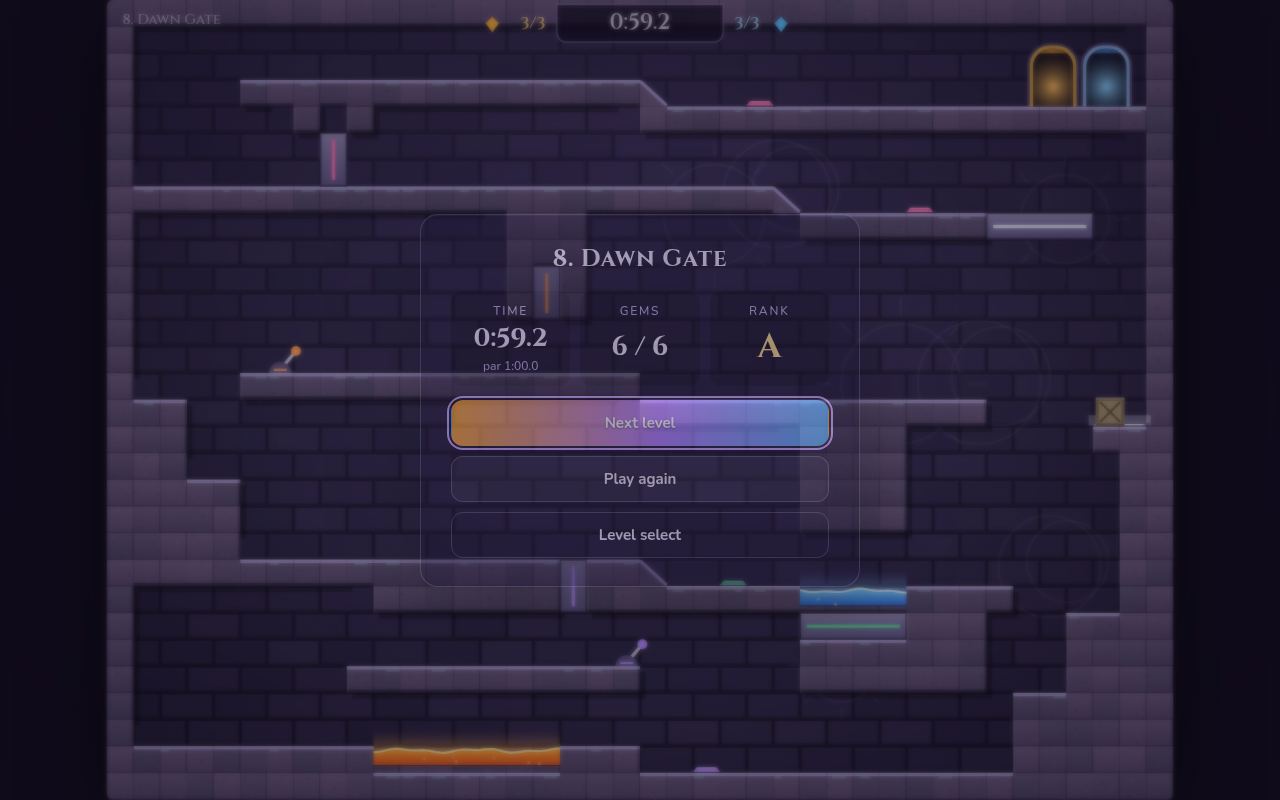 8. Dawn Gate
3/3 0:59.2 3/3
8. Dawn Gate
TIME GEMS RANK
0:59.2 6 / 6 A
par 1:00.0
Next level
Play again
Level select